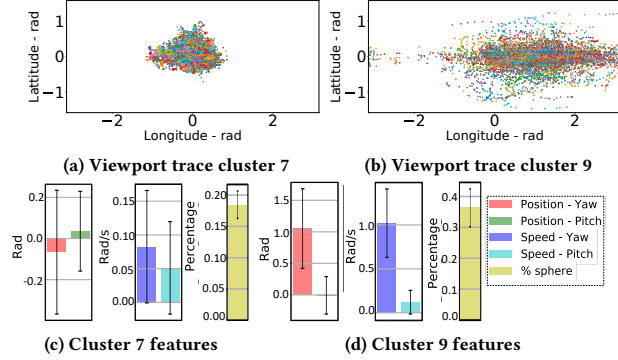 Lattitude - rad
1
0
−1
−2
0
2
Longitude - rad
(a) Viewport trace cluster 7
Lattitude - rad
1
0
−1
−2
0
2
Longitude - rad
(b) Viewport trace cluster 9
Rad
0.2
0.0
-0.2
Rad/s
0.15
0.10
0.05
0.00
Percentage
0.20
0.15
0.10
0.05
0.00
(c) Cluster 7 features
Rad
2
1
0
Rad/s
1.0
0.5
0.0
Percentage
0.4
0.3
0.2
0.1
0.0
(d) Cluster 9 features
Position - Yaw
Position - Pitch
Speed - Yaw
Speed - Pitch
% sphere